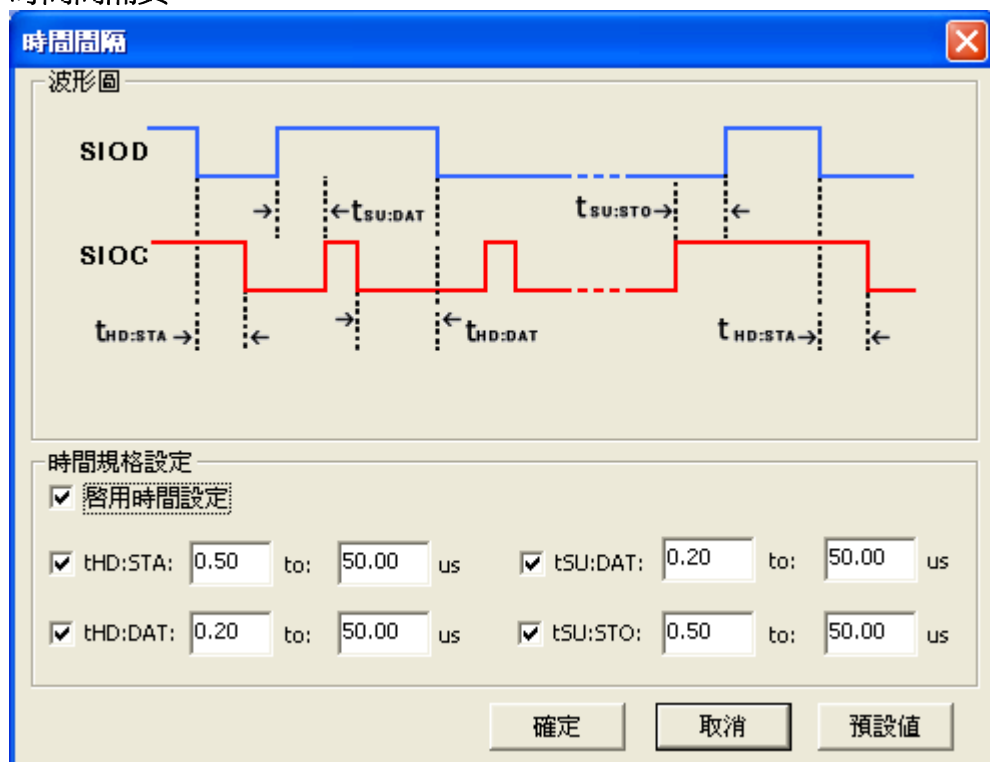 時間間隔
波形圖
SIOD
tSU:DAT
tSU:STO
SIOC
tHD:STA
tHD:DAT
tHD:STA
時間規格設定
啓用時間設定
tHD:STA: 0.50 to: 50.00 us tSU:DAT: 0.20 to: 50.00 us
tHD:DAT: 0.20 to: 50.00 us tSU:STO: 0.50 to: 50.00 us
確定 取消 預設值